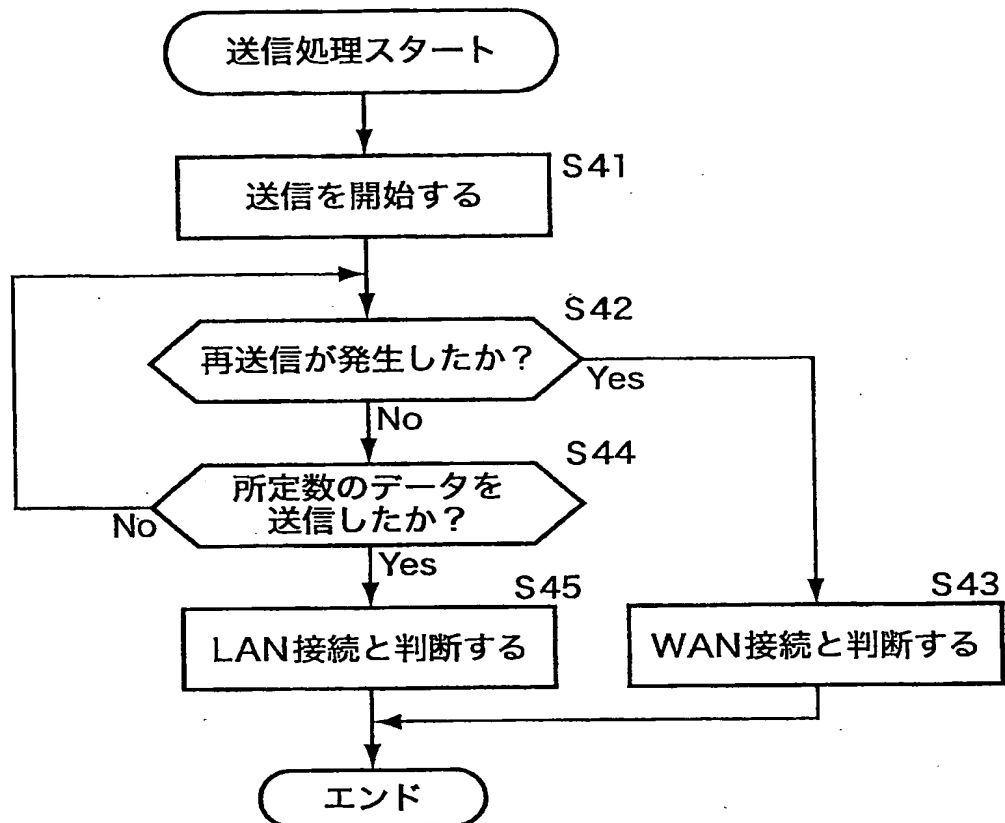 送信処理スタート
S41
送信を開始する
S42
再送信が発生したか？
Yes
No
S44
所定数のデータを
送信したか？
No
Yes
S45
LAN接続と判断する
S43
WAN接続と判断する
エンド